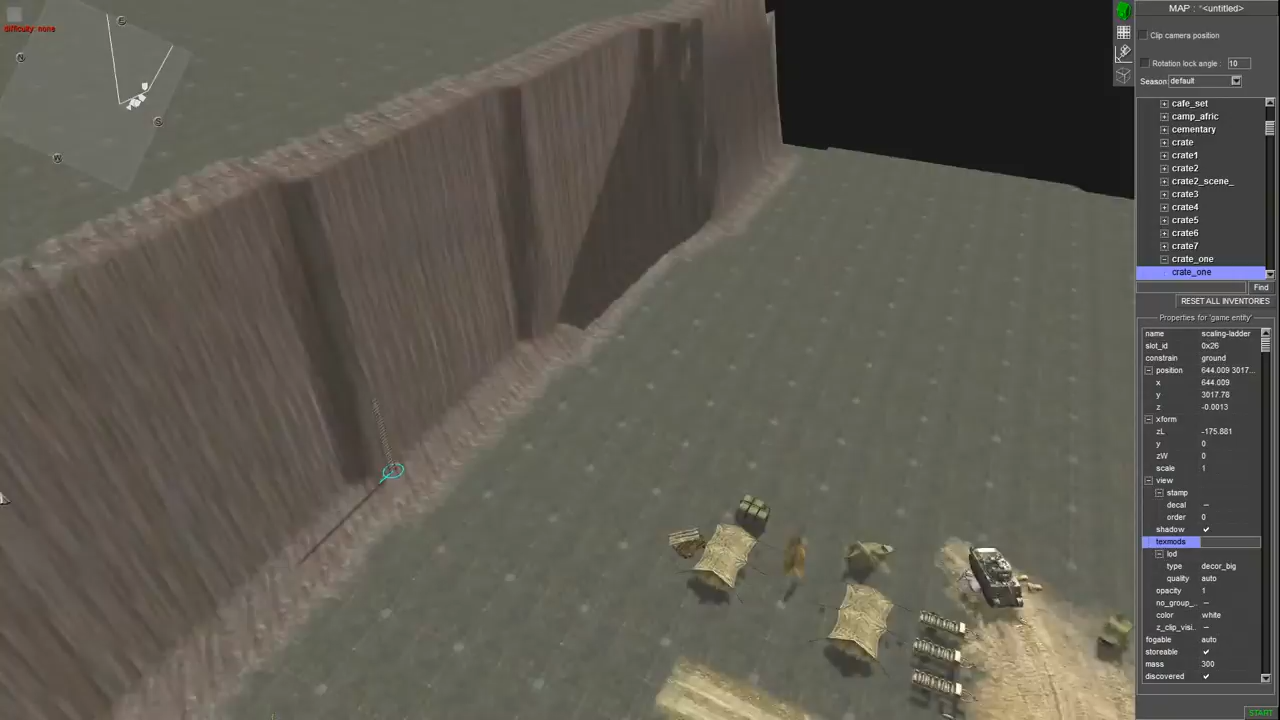 difficulty: none
E
N
S
W
MAP : *<untitled>
Clip camera position
Rotation lock angle : 10
Season default
cafe_set
camp_afric
cementary
crate
crate1
crate2
crate2_scene_
crate3
crate4
crate5
crate6
crate7
crate_one
crate_one
Find
RESET ALL INVENTORIES
Properties for 'game entity'
name scaling-ladder
slot_id 0x26
constrain ground
position 644.009 3017...
x 644.009
y 3017.78
z -0.0013
xform
zL -175.881
y 0
zW 0
scale 1
view
stamp
decal
order 0
shadow
texmods
lod
type decor_big
quality auto
opacity 1
no_group_..
color white
z_clip_visi..
fogable auto
storeable
mass 300
discovered
START